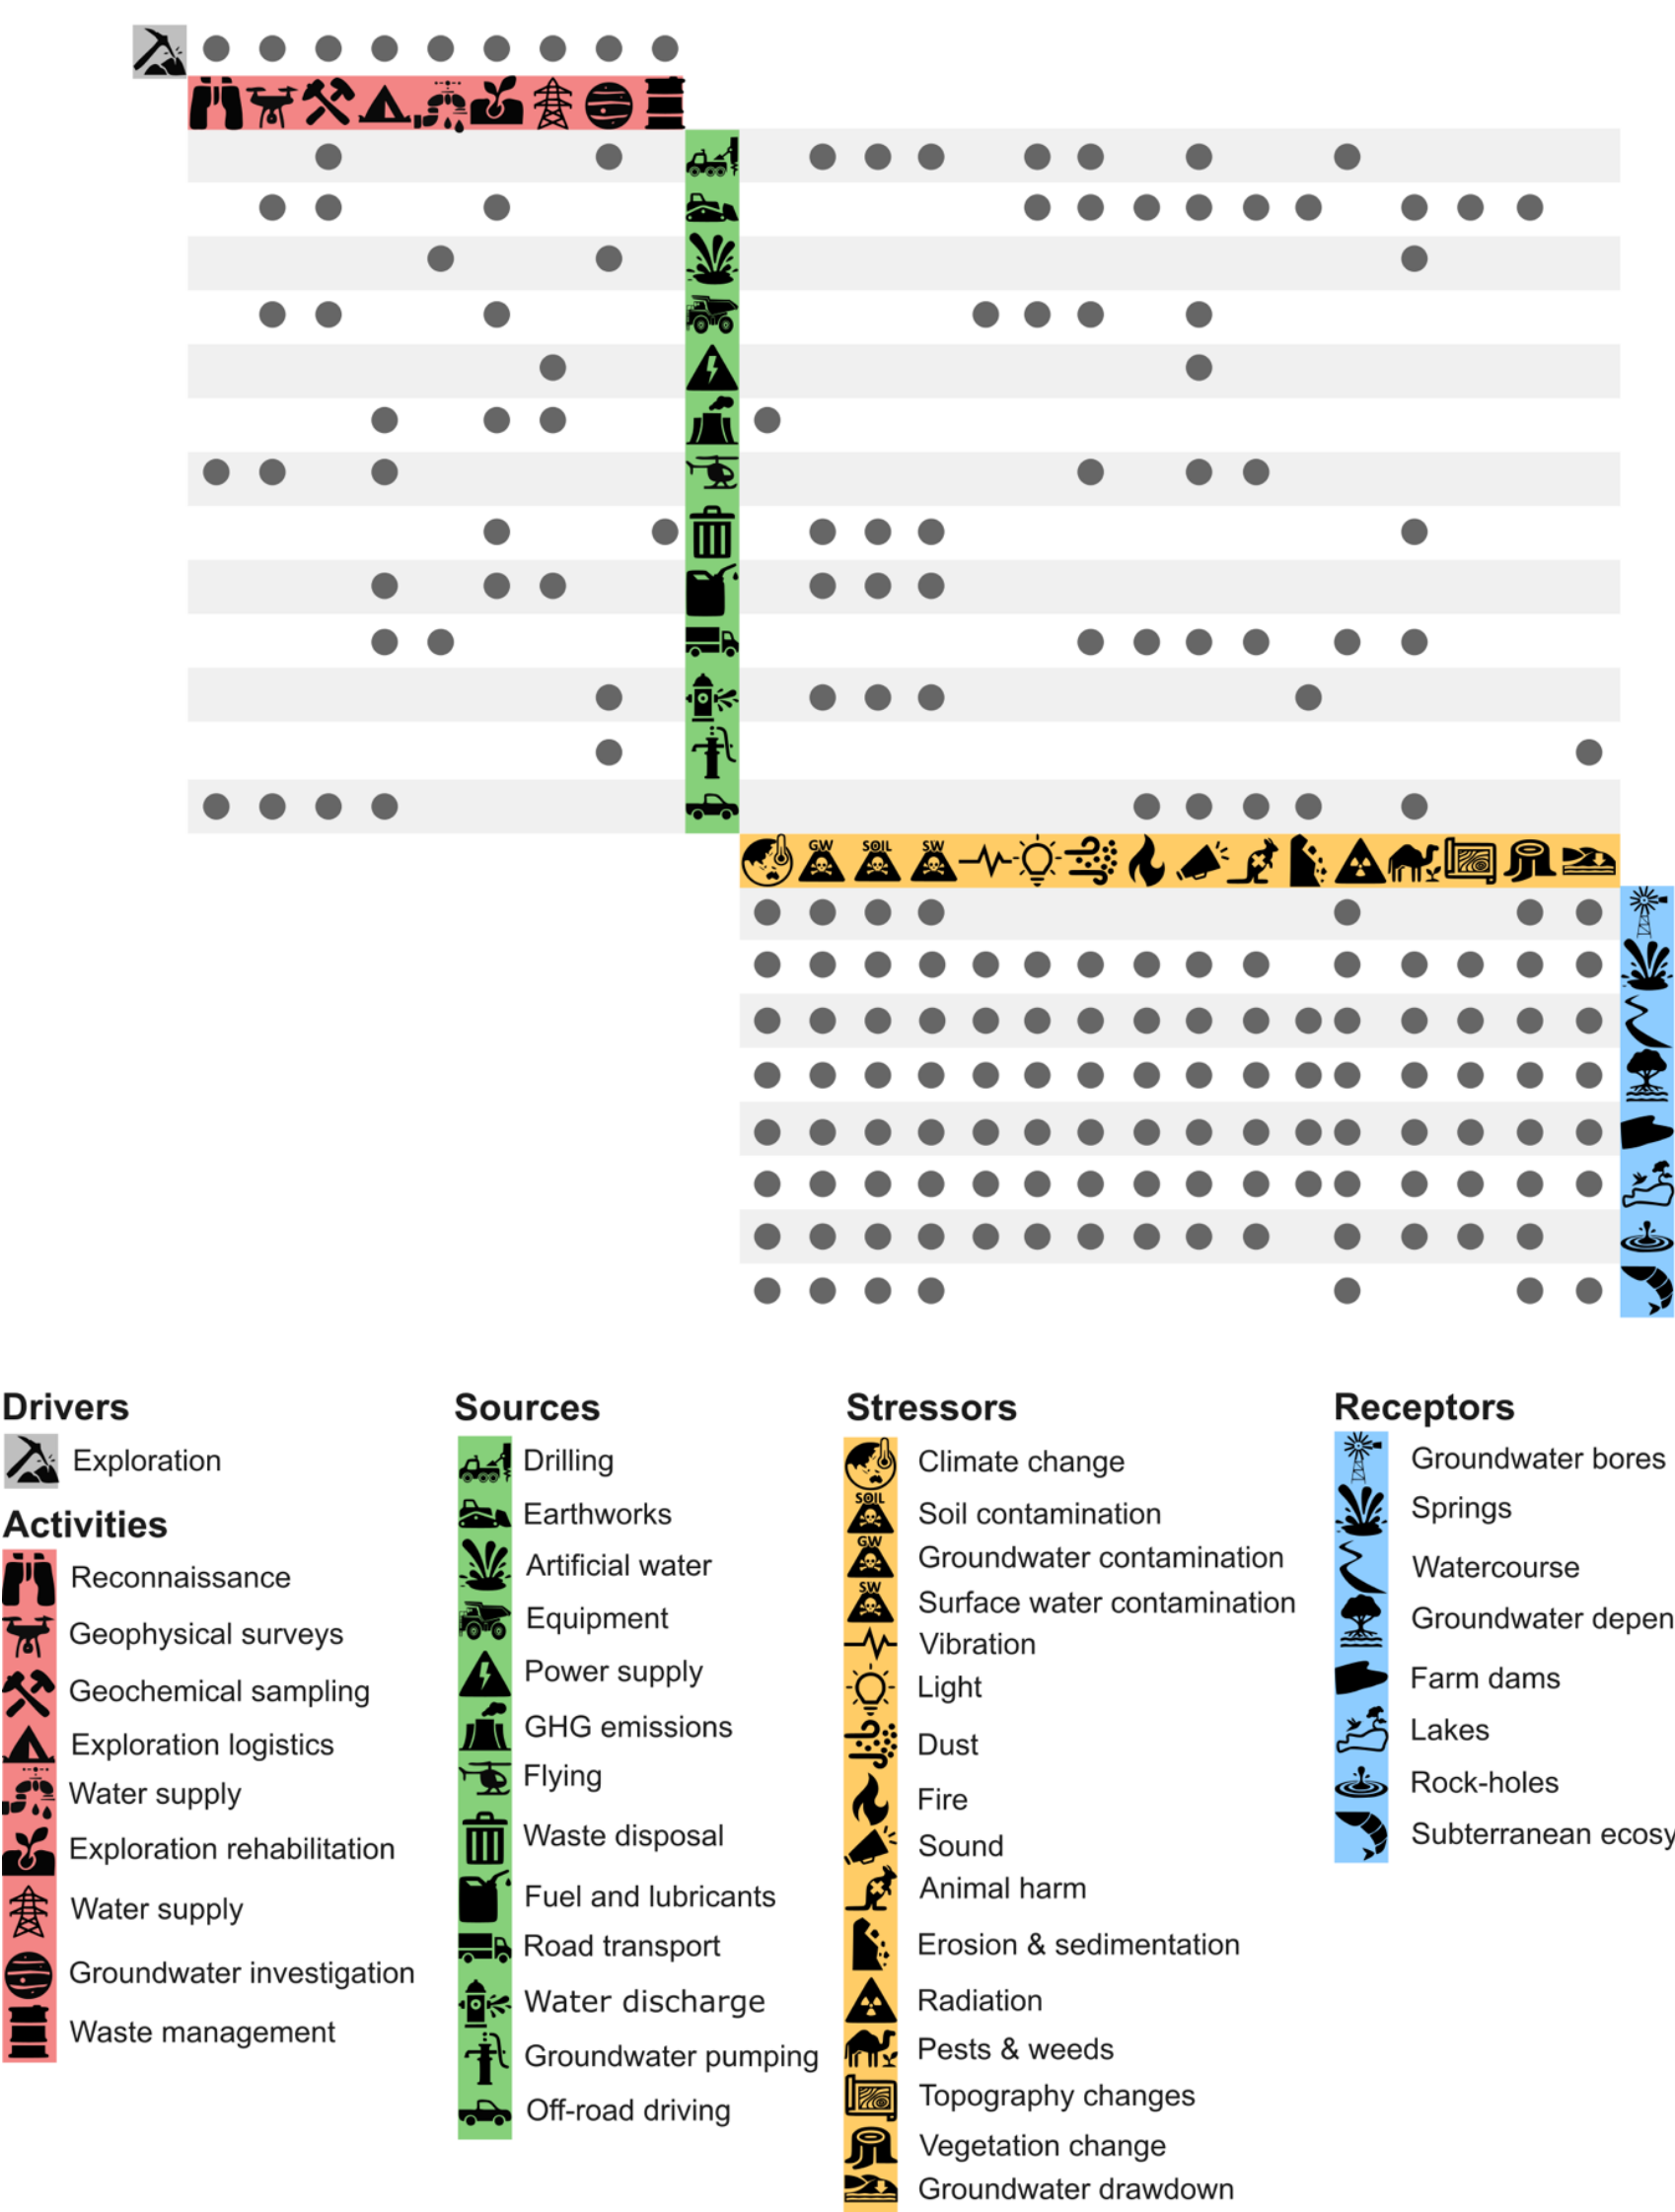 GW SOIL SW
Drivers
Exploration
Activities
Reconnaissance
Geophysical surveys
Geochemical sampling
Exploration logistics
Water supply
Exploration rehabilitation
Water supply
Groundwater investigation
Waste management
Sources
Drilling
Earthworks
Artificial water
Equipment
Power supply
GHG emissions
Flying
Waste disposal
Fuel and lubricants
Road transport
Water discharge
Groundwater pumping
Off-road driving
Stressors
Climate change
SOIL
Soil contamination
GW
Groundwater contamination
SW
Surface water contamination
Vibration
Light
Dust
Fire
Sound
Animal harm
Erosion & sedimentation
Radiation
Pests & weeds
Topography changes
Vegetation change
Groundwater drawdown
Receptors
Groundwater bores
Springs
Watercourse
Groundwater depen
Farm dams
Lakes
Rock-holes
Subterranean ecosy